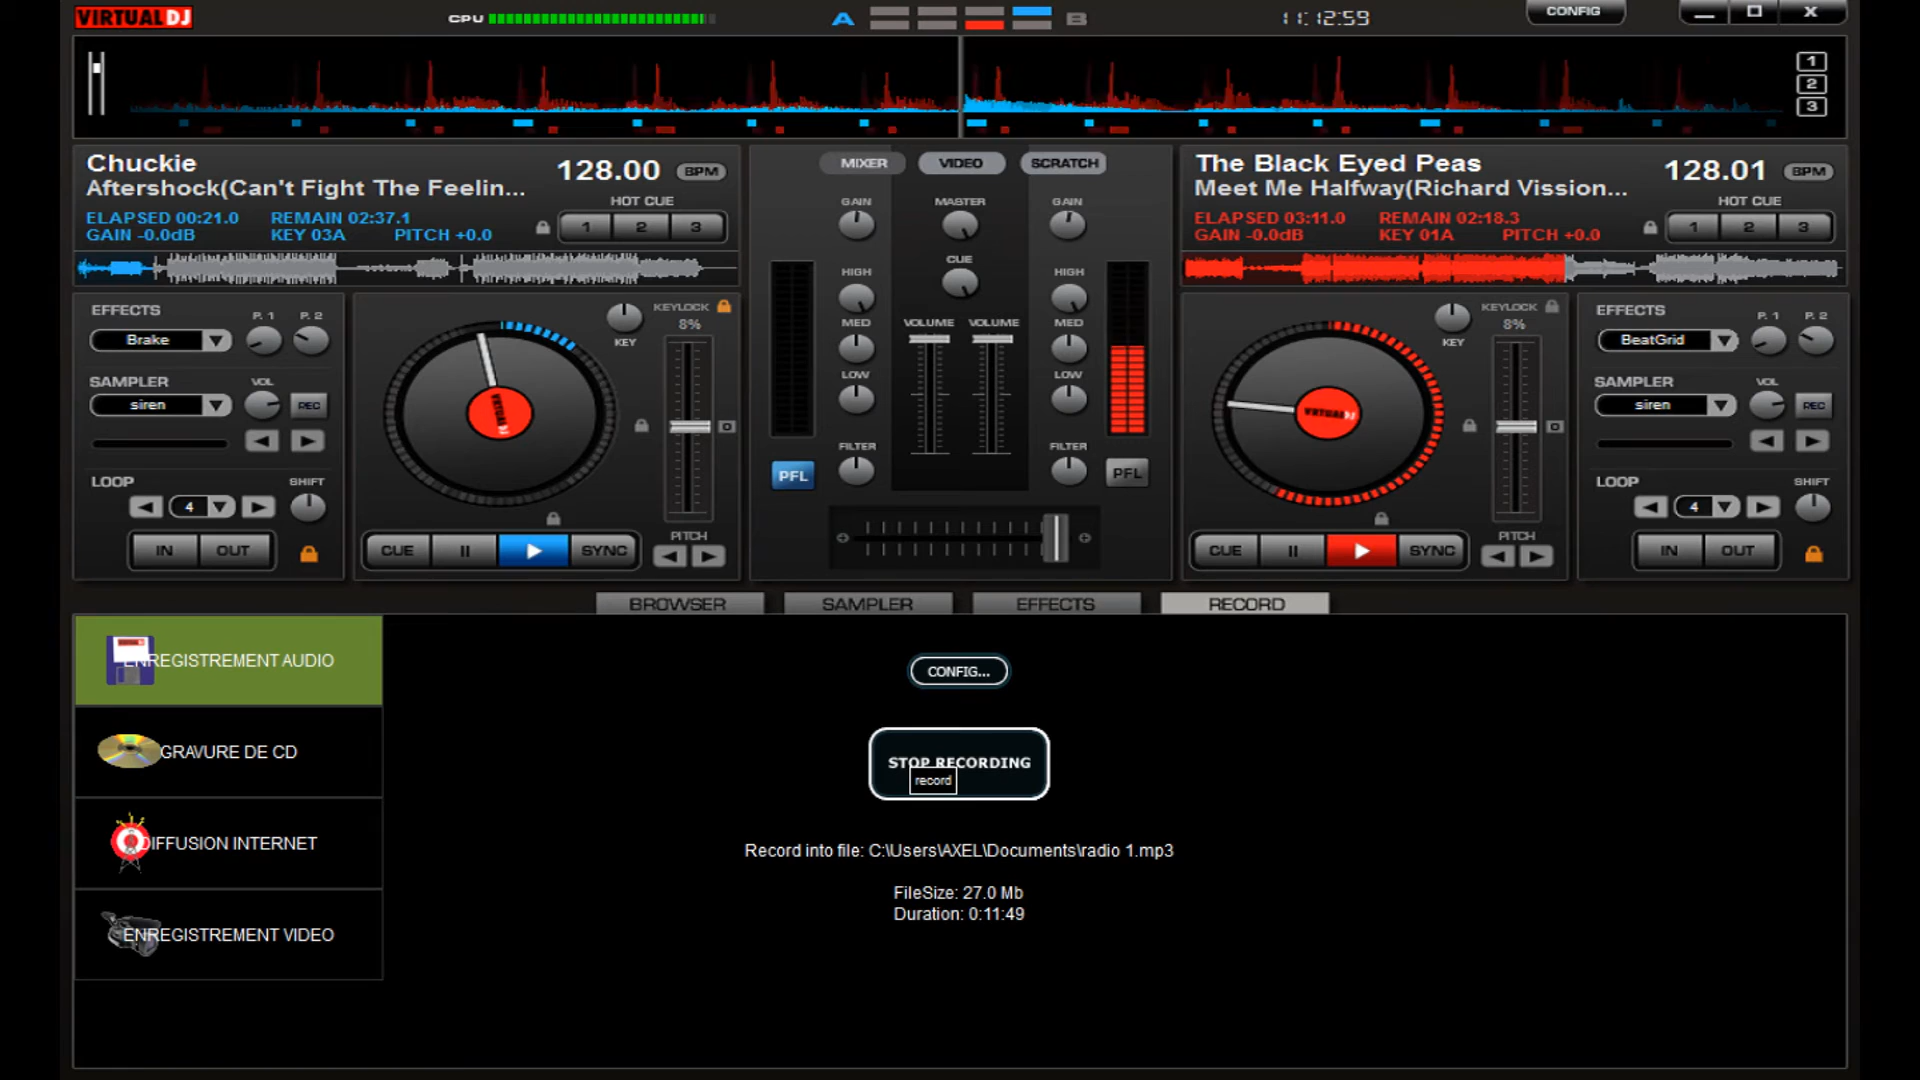 VIRTUAL DJ
CPU
A
B
11:12:59
CONFIG
X
1
2
3
Chuckie
128.00 BPM
Aftershock(Can't Fight The Feelin...
HOT CUE
ELAPSED 00:21.0 REMAIN 02:37.1
GAIN -0.0dB KEY 03A PITCH +0.0
1 2 3
MIXER VIDEO SCRATCH
GAIN MASTER GAIN
CUE
HIGH HIGH
MED VOLUME VOLUME MED
LOW LOW
FILTER FILTER
PFL PFL
The Black Eyed Peas
128.01 BPM
Meet Me Halfway(Richard Vission...
HOT CUE
ELAPSED 03:11.0 REMAIN 02:18.3
GAIN -0.0dB KEY 01A PITCH +0.0
1 2 3
EFFECTS P. 1 P. 2
Brake
SAMPLER VOL
siren REC
LOOP SHIFT
4
IN OUT
KEYLOCK
8%
KEY
VIRTUAL DJ
PITCH
CUE SYNC
KEYLOCK
8%
KEY
VIRTUAL DJ
PITCH
CUE SYNC
EFFECTS P. 1 P. 2
BeatGrid
SAMPLER VOL
siren REC
LOOP SHIFT
4
IN OUT
BROWSER SAMPLER EFFECTS RECORD
ENREGISTREMENT AUDIO
GRAVURE DE CD
DIFFUSION INTERNET
ENREGISTREMENT VIDEO
CONFIG...
STOP RECORDING
record
Record into file: C:\Users\AXEL\Documents\radio 1.mp3
FileSize: 27.0 Mb
Duration: 0:11:49